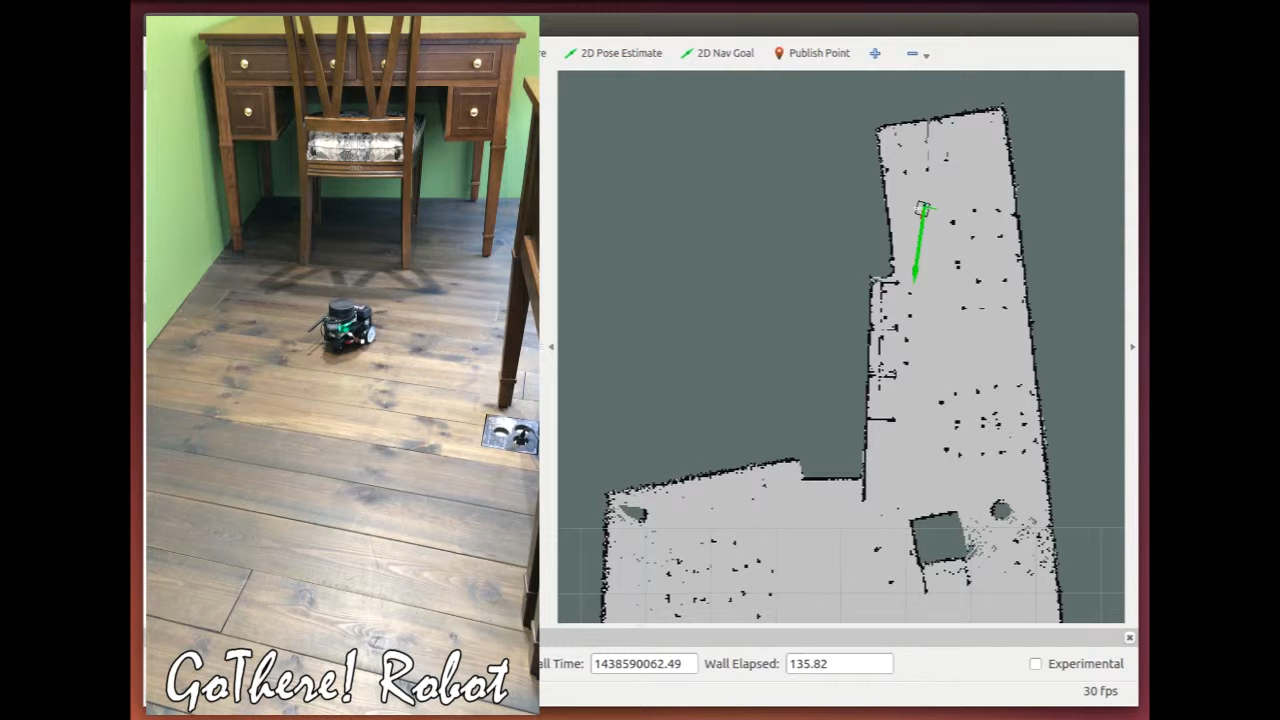 2D Pose Estimate 2D Nav Goal Publish Point
GoThere! Robot
Time: 1438590062.49 Wall Elapsed: 135.82 Experimental
30 fps